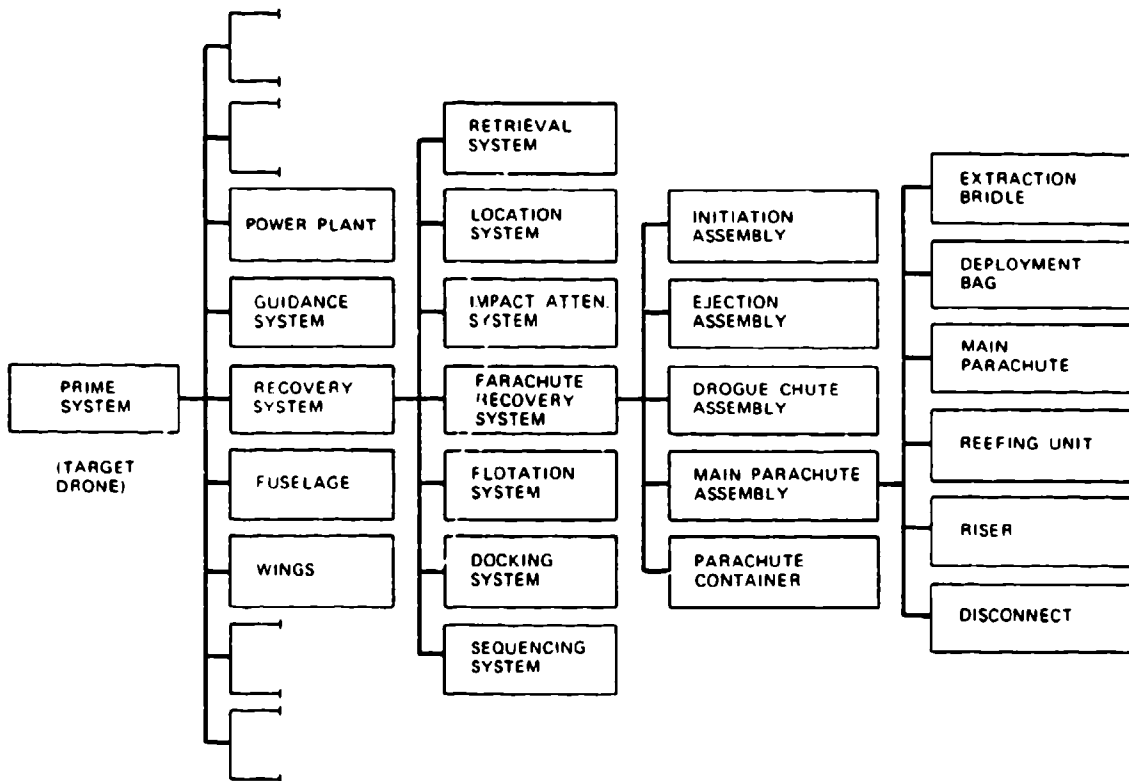 PRIME
SYSTEM
(TARGET
DRONE)
POWER PLANT
GUIDANCE
SYSTEM
RECOVERY
SYSTEM
FUSELAGE
WINGS
RETRIEVAL
SYSTEM
LOCATION
SYSTEM
IMPACT ATTEN.
SYSTEM
FARACHUTE
RECOVERY
SYSTEM
FLOTATION
SYSTEM
DOCKING
SYSTEM
SEQUENCING
SYSTEM
INITIATION
ASSEMBLY
EJECTION
ASSEMBLY
DROGUE CHUTE
ASSEMBLY
MAIN PARACHUTE
ASSEMBLY
PARACHUTE
CONTAINER
EXTRACTION
BRIDLE
DEPLOYMENT
BAG
MAIN
PARACHUTE
REEFING UNIT
RISER
DISCONNECT